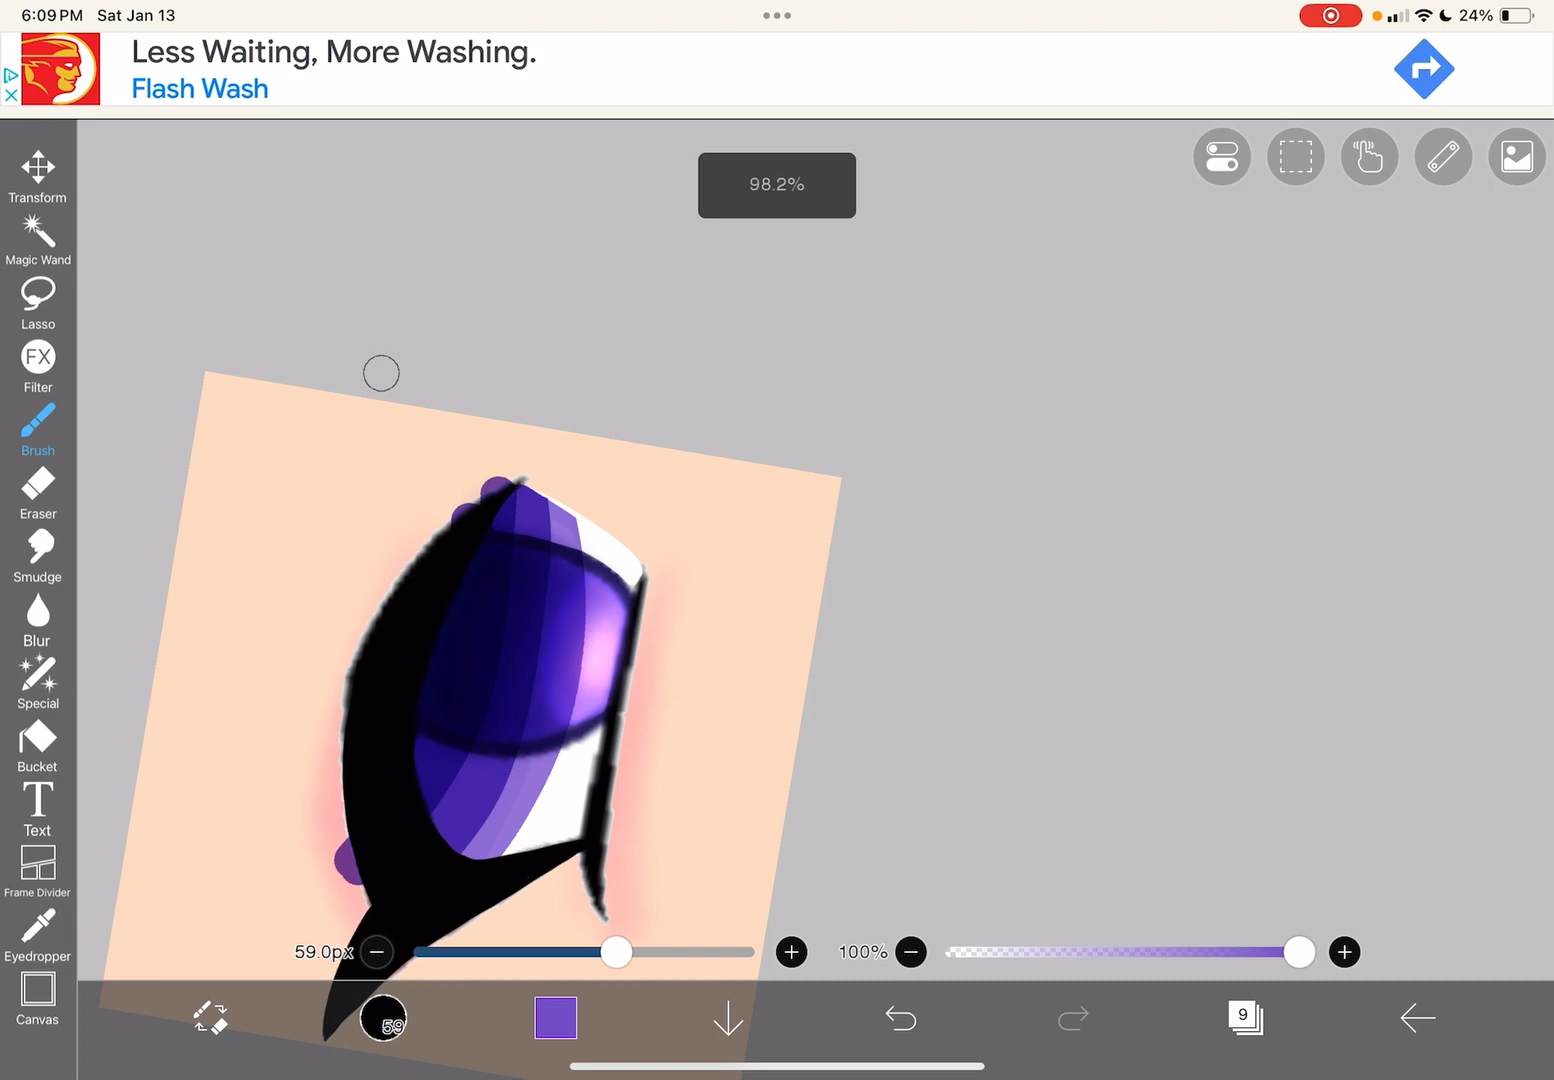 6:09 PM Sat Jan 13
24%
Less Waiting, More Washing.
Flash Wash
98.2%
Transform
Magic Wand
Lasso
FX
Filter
Brush
Eraser
Smudge
Blur
Special
Bucket
T
Text
Frame Divider
Eyedropper
Canvas
59.0px
100%
59
9